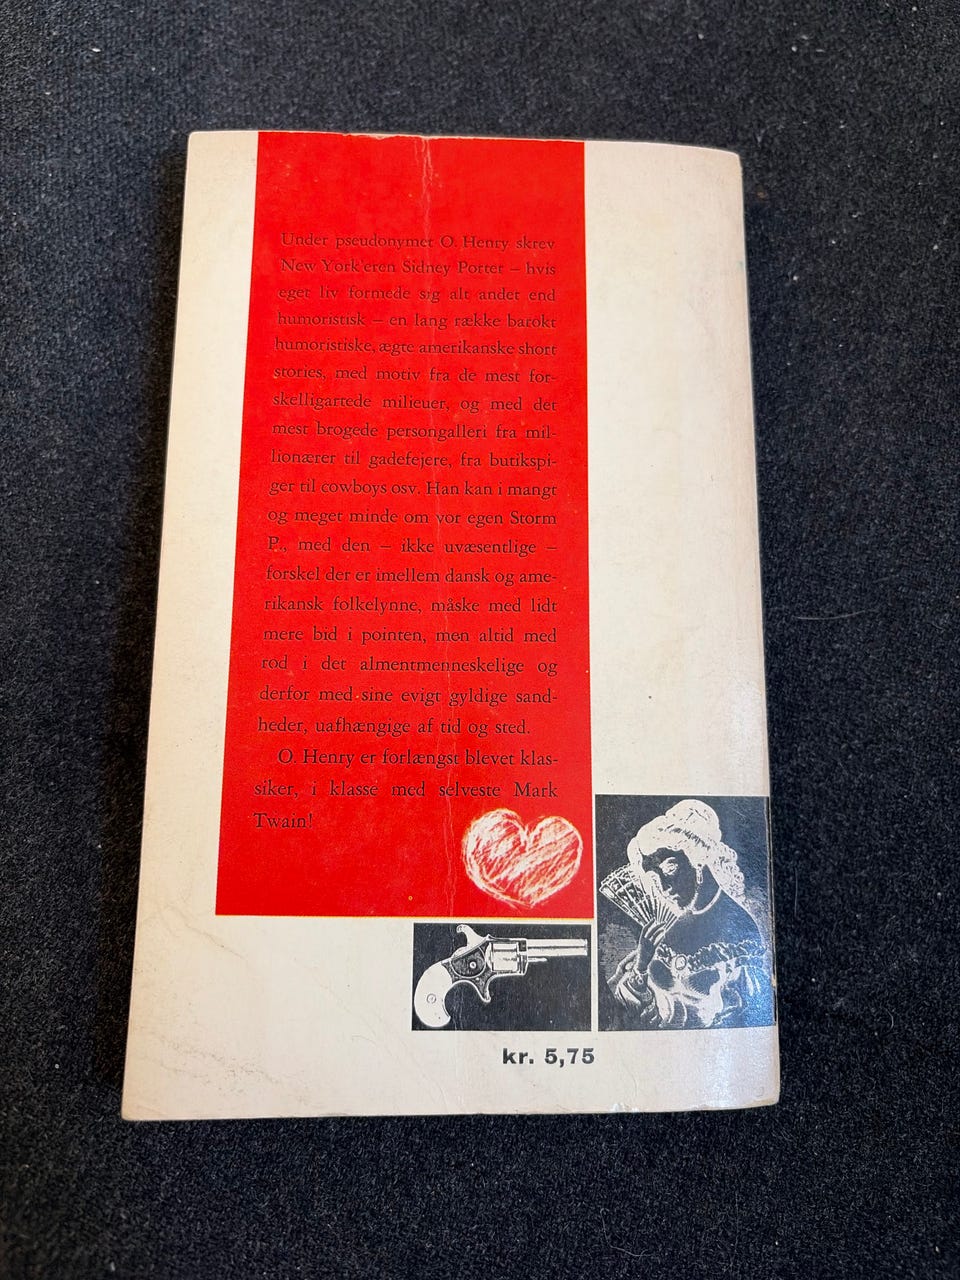 Under pseudonymet O. Henry skrev
New York'eren Sidney Porter – hvis
eget liv formede sig alt andet end
humoristisk – en lang række barokt
humoristiske, ægte amerikanske short
stories, med motiv fra de mest for-
skelligartede milieuer, og med det
mest brogede persongalleri fra mil-
lionærer til gadefejere, fra butikspi-
ger til cowboys osv. Han kan i mangt
og meget minde om vor egen Storm
P., med den – ikke uvæsentlige –
forskel der er imellem dansk og ame-
rikansk folkelynne, måske med lidt
mere bid i pointen, men altid med
rod i det almentmenneskelige og
derfor med sine evigt gyldige sand-
heder, uafhængige af tid og sted.
O. Henry er forlængst blevet klas-
siker, i klasse med selveste Mark
Twain!
kr. 5,75